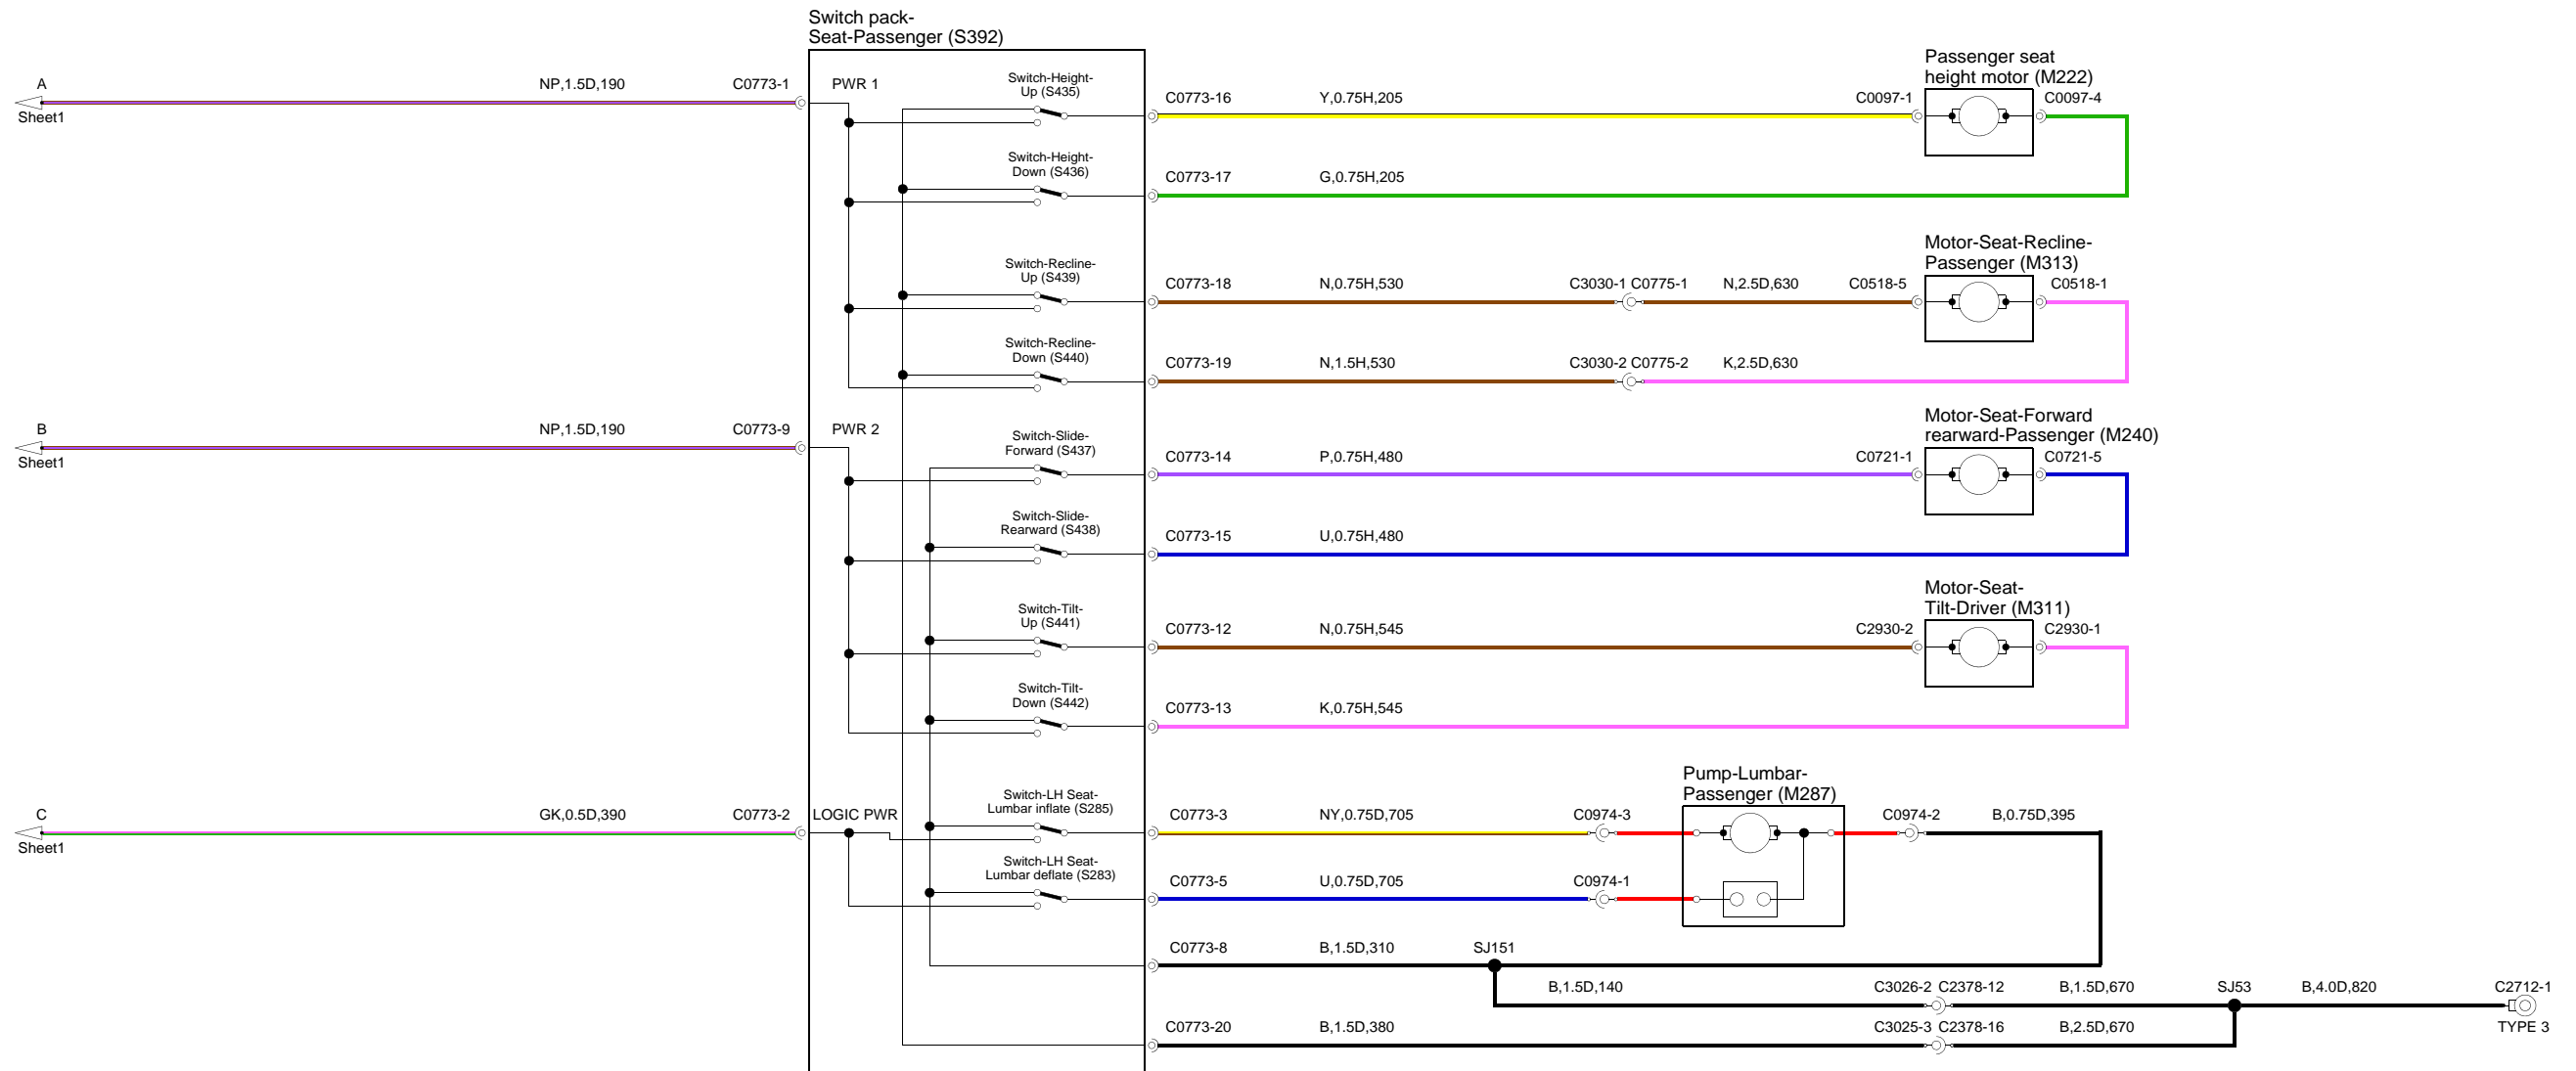 Switch pack-
Seat-Passenger (S392)
A
NP,1.5D,190
C0773-1
PWR 1
Sheet1
Switch-Height-
Up (S435)
C0773-16
Y,0.75H,205
C0097-1
Passenger seat
height motor (M222)
C0097-4
Switch-Height-
Down (S436)
C0773-17
G,0.75H,205
Switch-Recline-
Up (S439)
C0773-18
N,0.75H,530
C3030-1 C0775-1
N,2.5D,630
C0518-5
Motor-Seat-Recline-
Passenger (M313)
C0518-1
Switch-Recline-
Down (S440)
C0773-19
N,1.5H,530
C3030-2 C0775-2
K,2.5D,630
B
NP,1.5D,190
C0773-9
PWR 2
Sheet1
Switch-Slide-
Forward (S437)
C0773-14
P,0.75H,480
C0721-1
Motor-Seat-Forward
rearward-Passenger (M240)
C0721-5
Switch-Slide-
Rearward (S438)
C0773-15
U,0.75H,480
Switch-Tilt-
Up (S441)
C0773-12
N,0.75H,545
C2930-2
Motor-Seat-
Tilt-Driver (M311)
C2930-1
Switch-Tilt-
Down (S442)
C0773-13
K,0.75H,545
C
GK,0.5D,390
C0773-2
LOGIC PWR
Sheet1
Switch-LH Seat-
Lumbar inflate (S285)
C0773-3
NY,0.75D,705
C0974-3
Pump-Lumbar-
Passenger (M287)
C0974-2
B,0.75D,395
Switch-LH Seat-
Lumbar deflate (S283)
C0773-5
U,0.75D,705
C0974-1
C0773-8
B,1.5D,310
SJ151
B,1.5D,140
C3026-2 C2378-12
B,1.5D,670
SJ53
B,4.0D,820
C2712-1
C0773-20
B,1.5D,380
C3025-3 C2378-16
B,2.5D,670
TYPE 3